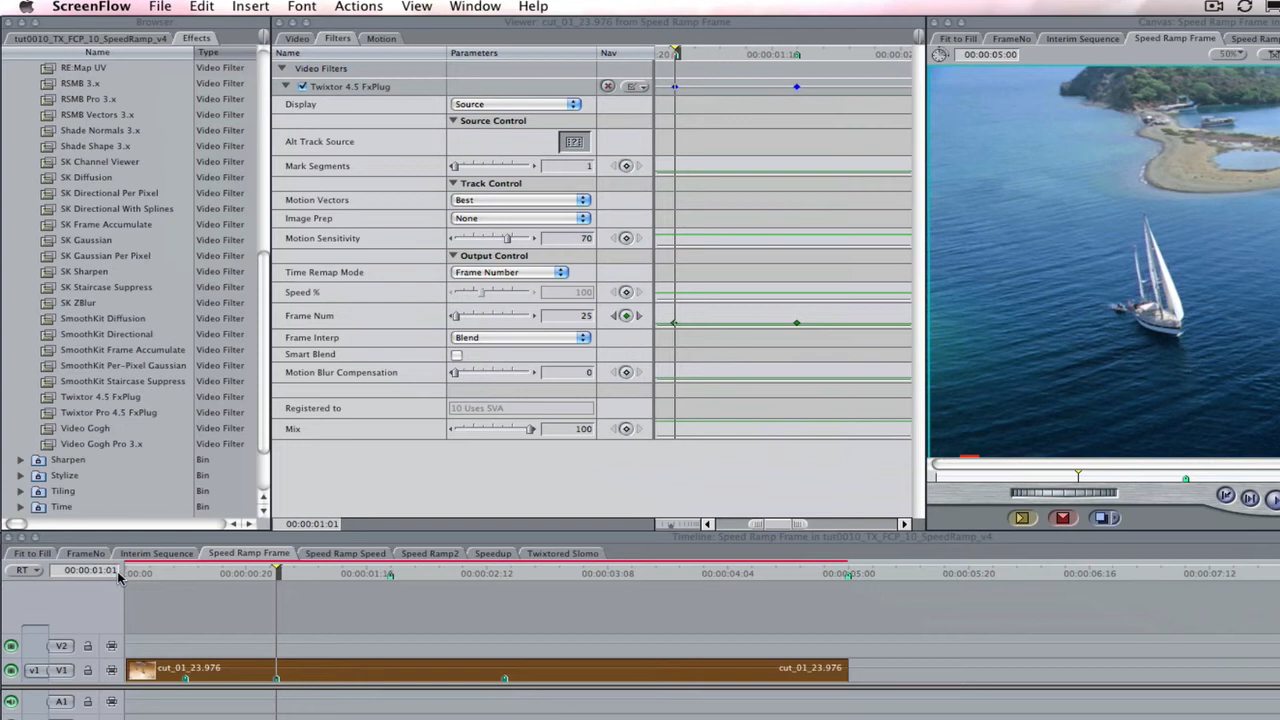 ScreenFlow File Edit Insert Font Actions View Window Help
Browser
Viewer: cut_01_23.976 from Speed Ramp Frame
Canvas: Speed Ramp Frame in
tut0010_TX_FCP_10_SpeedRamp_v4 Effects
Video Filters Motion
Fit to Fill FrameNo Interim Sequence Speed Ramp Frame Speed Ram
Name Type
Name Parameters Nav
00:00:01:16 00:00:02
00:00:05:00 50%
RE:Map UV Video Filter
RSMB 3.x Video Filter
RSMB Pro 3.x Video Filter
RSMB Vectors 3.x Video Filter
Shade Normals 3.x Video Filter
Shade Shape 3.x Video Filter
SK Channel Viewer Video Filter
SK Diffusion Video Filter
SK Directional Per Pixel Video Filter
SK Directional With Splines Video Filter
SK Frame Accumulate Video Filter
SK Gaussian Video Filter
SK Gaussian Per Pixel Video Filter
SK Sharpen Video Filter
SK Staircase Suppress Video Filter
SK ZBlur Video Filter
SmoothKit Diffusion Video Filter
SmoothKit Directional Video Filter
SmoothKit Frame Accumulate Video Filter
SmoothKit Per-Pixel Gaussian Video Filter
SmoothKit Staircase Suppress Video Filter
Twixtor 4.5 FxPlug Video Filter
Twixtor Pro 4.5 FxPlug Video Filter
Video Gogh Video Filter
Video Gogh Pro 3.x Video Filter
Sharpen Bin
Stylize Bin
Tiling Bin
Time Bin
Video Filters
Twixtor 4.5 FxPlug
Display Source
Source Control
Alt Track Source
Mark Segments 1
Track Control
Motion Vectors Best
Image Prep None
Motion Sensitivity 70
Output Control
Time Remap Mode Frame Number
Speed % 100
Frame Num 25
Frame Interp Blend
Smart Blend
Motion Blur Compensation 0
Registered to 10 Uses SVA
Mix 100
00:00:01:01
Timeline: Speed Ramp Frame in tut0010_TX_FCP_10_SpeedRamp_v4
Fit to Fill FrameNo Interim Sequence Speed Ramp Frame Speed Ramp Speed Speed Ramp2 Speedup Twixtored Slomo
RT 00:00:01:01 00:00 00:00:00:20 00:00:01:16 00:00:02:12 00:00:03:08 00:00:04:04 00:00:05:00 00:00:05:20 00:00:06:16 00:00:07:12
V2
v1 V1 cut_01_23.976 cut_01_23.976
A1